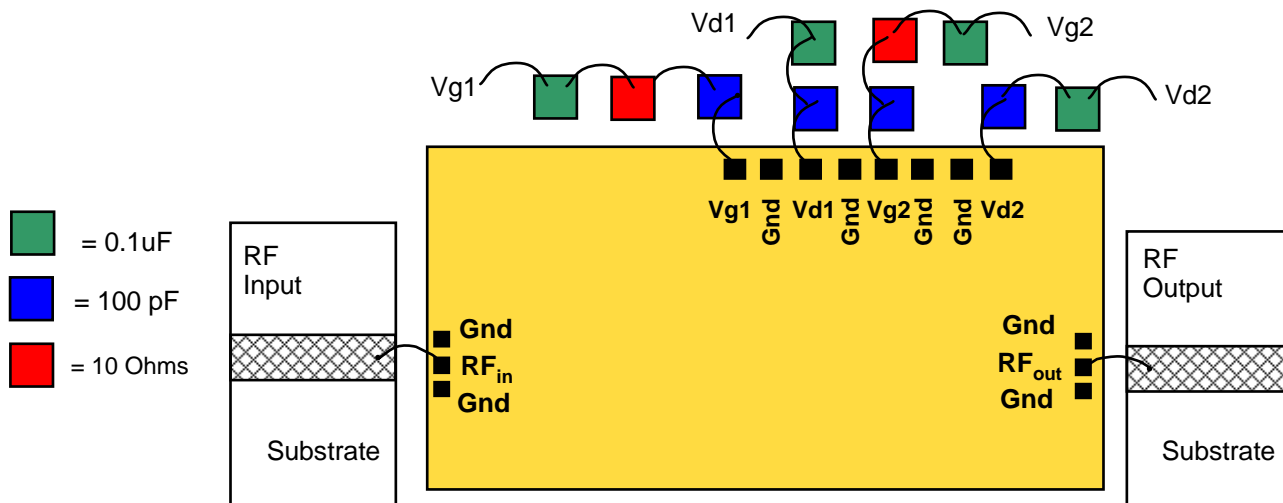 Vd1
Vg2
Vg1
Vd2
Vg1
Gnd
Vd1
Gnd
Vg2
Gnd
Gnd
Vd2
= 0.1uF
= 100 pF
= 10 Ohms
RF
Input
Substrate
Gnd
RFin
Gnd
Gnd
RFout
Gnd
RF
Output
Substrate